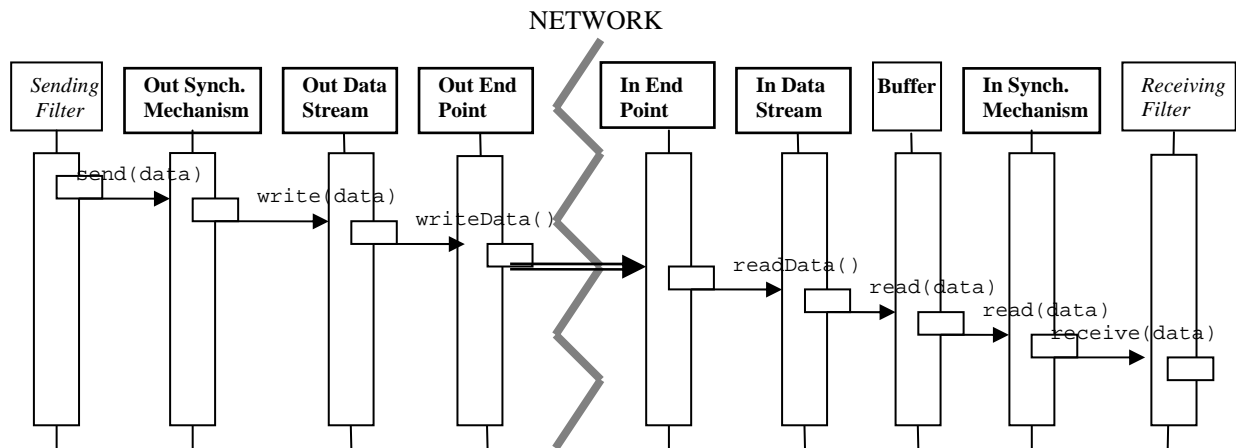 NETWORK
Sending
Filter
Out Synch.
Mechanism
Out Data
Stream
Out End
Point
In End
Point
In Data
Stream
Buffer
In Synch.
Mechanism
Receiving
Filter
send(data)
write(data)
writeData()
readData()
read(data)
read(data)
receive(data)